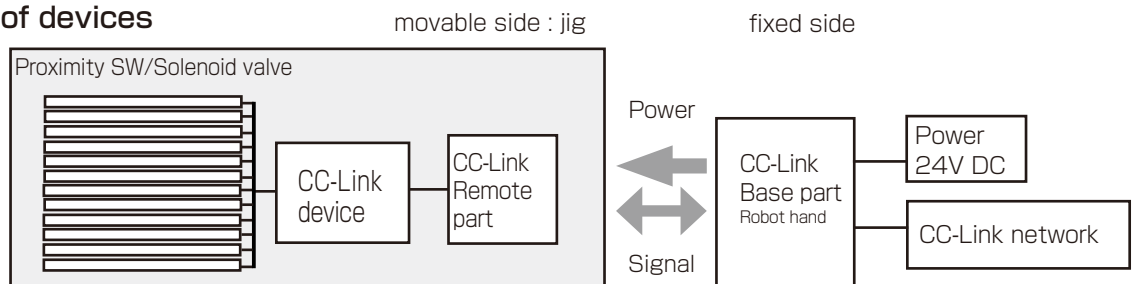 of devices
movable side : jig
fixed side
Proximity SW/Solenoid valve
CC-Link
device
CC-Link
Remote
part
Power
Signal
CC-Link
Base part
Robot hand
Power
24V DC
CC-Link network